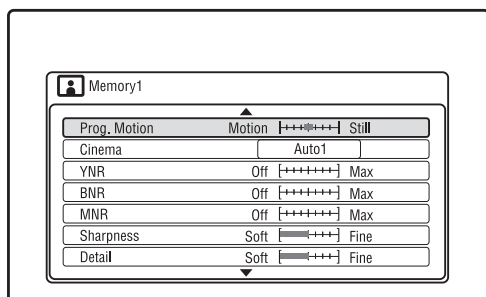 Memory1
Prog. Motion Motion Still
Cinema Auto1
YNR Off Max
BNR Off Max
MNR Off Max
Sharpness Soft Fine
Detail Soft Fine